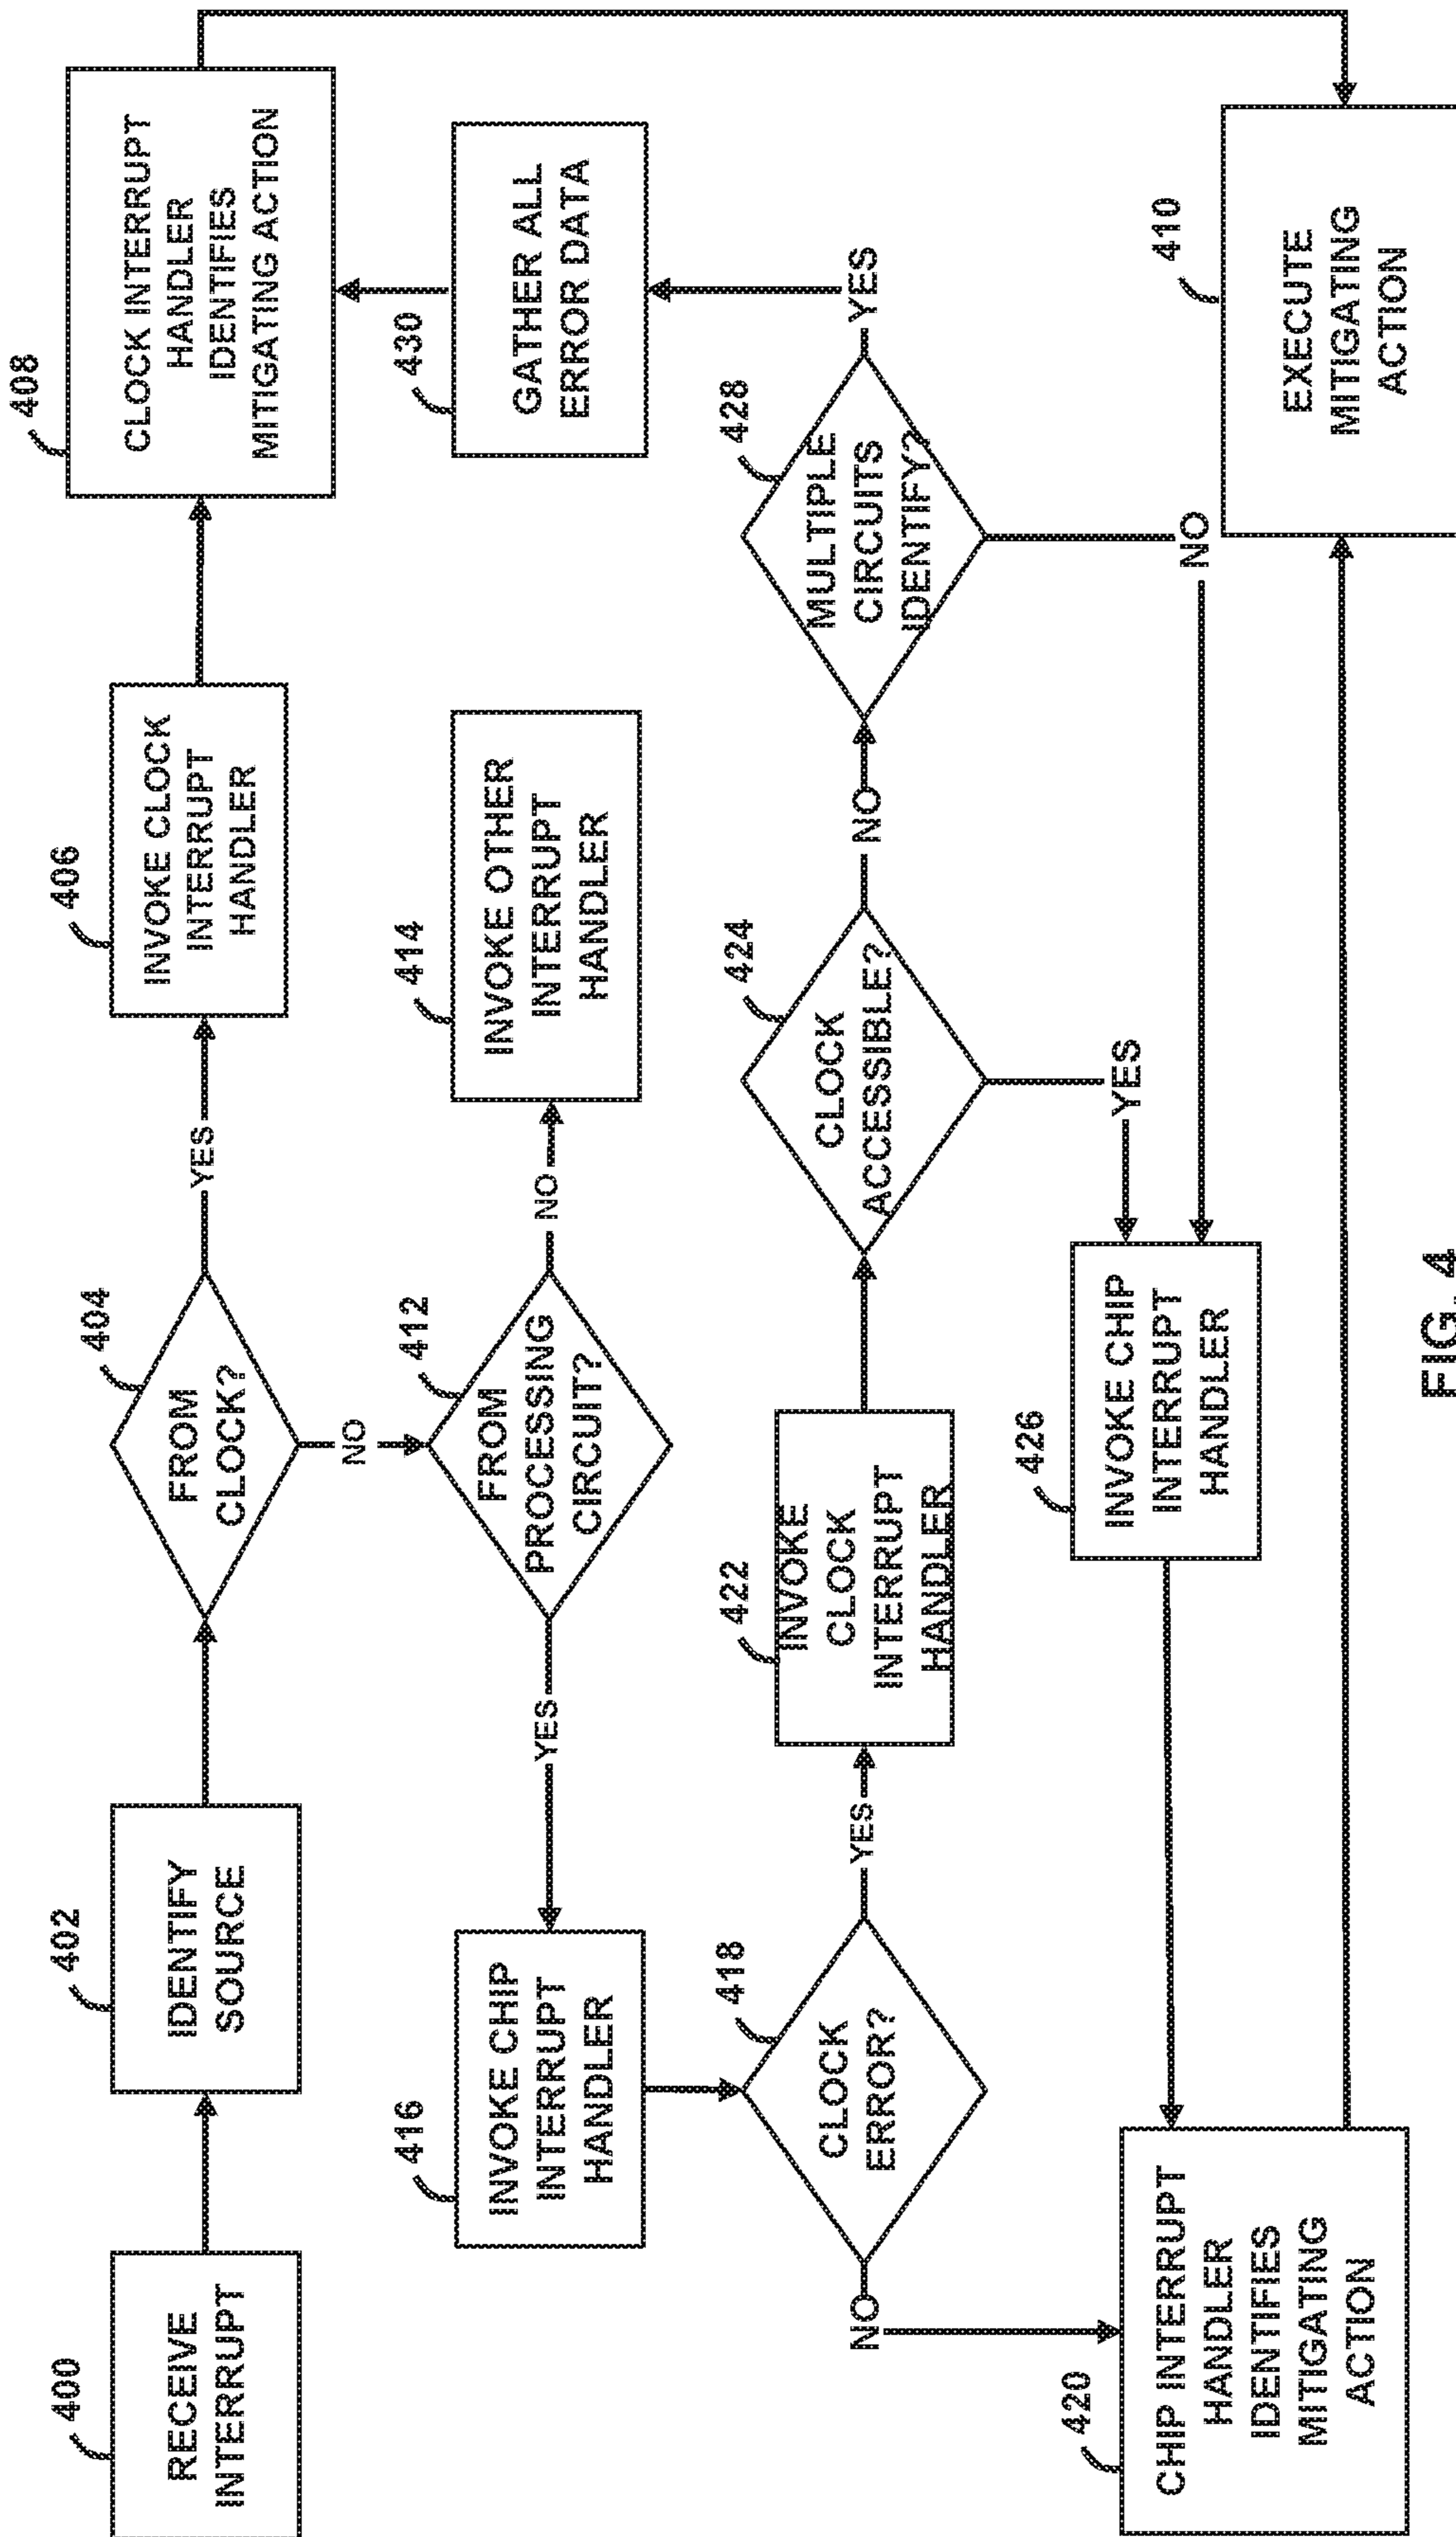 400
RECEIVE
INTERRUPT
402
IDENTIFY
SOURCE
404
FROM
CLOCK?
YES
406
INVOKE CLOCK
INTERRUPT
HANDLER
408
CLOCK INTERRUPT
HANDLER
IDENTIFIES
MITIGATING ACTION
NO
412
FROM
PROCESSING
CIRCUIT?
NO
414
INVOKE OTHER
INTERRUPT
HANDLER
YES
416
INVOKE CHIP
INTERRUPT
HANDLER
418
CLOCK
ERROR?
YES
422
INVOKE
CLOCK
INTERRUPT
HANDLER
424
CLOCK
ACCESSIBLE?
NO
428
MULTIPLE
CIRCUITS
IDENTIFY?
YES
430
GATHER ALL
ERROR DATA
NO
YES
NO
426
INVOKE CHIP
INTERRUPT
HANDLER
420
CHIP INTERRUPT
HANDLER
IDENTIFIES
MITIGATING
ACTION
410
EXECUTE
MITIGATING
ACTION
FIG. 4